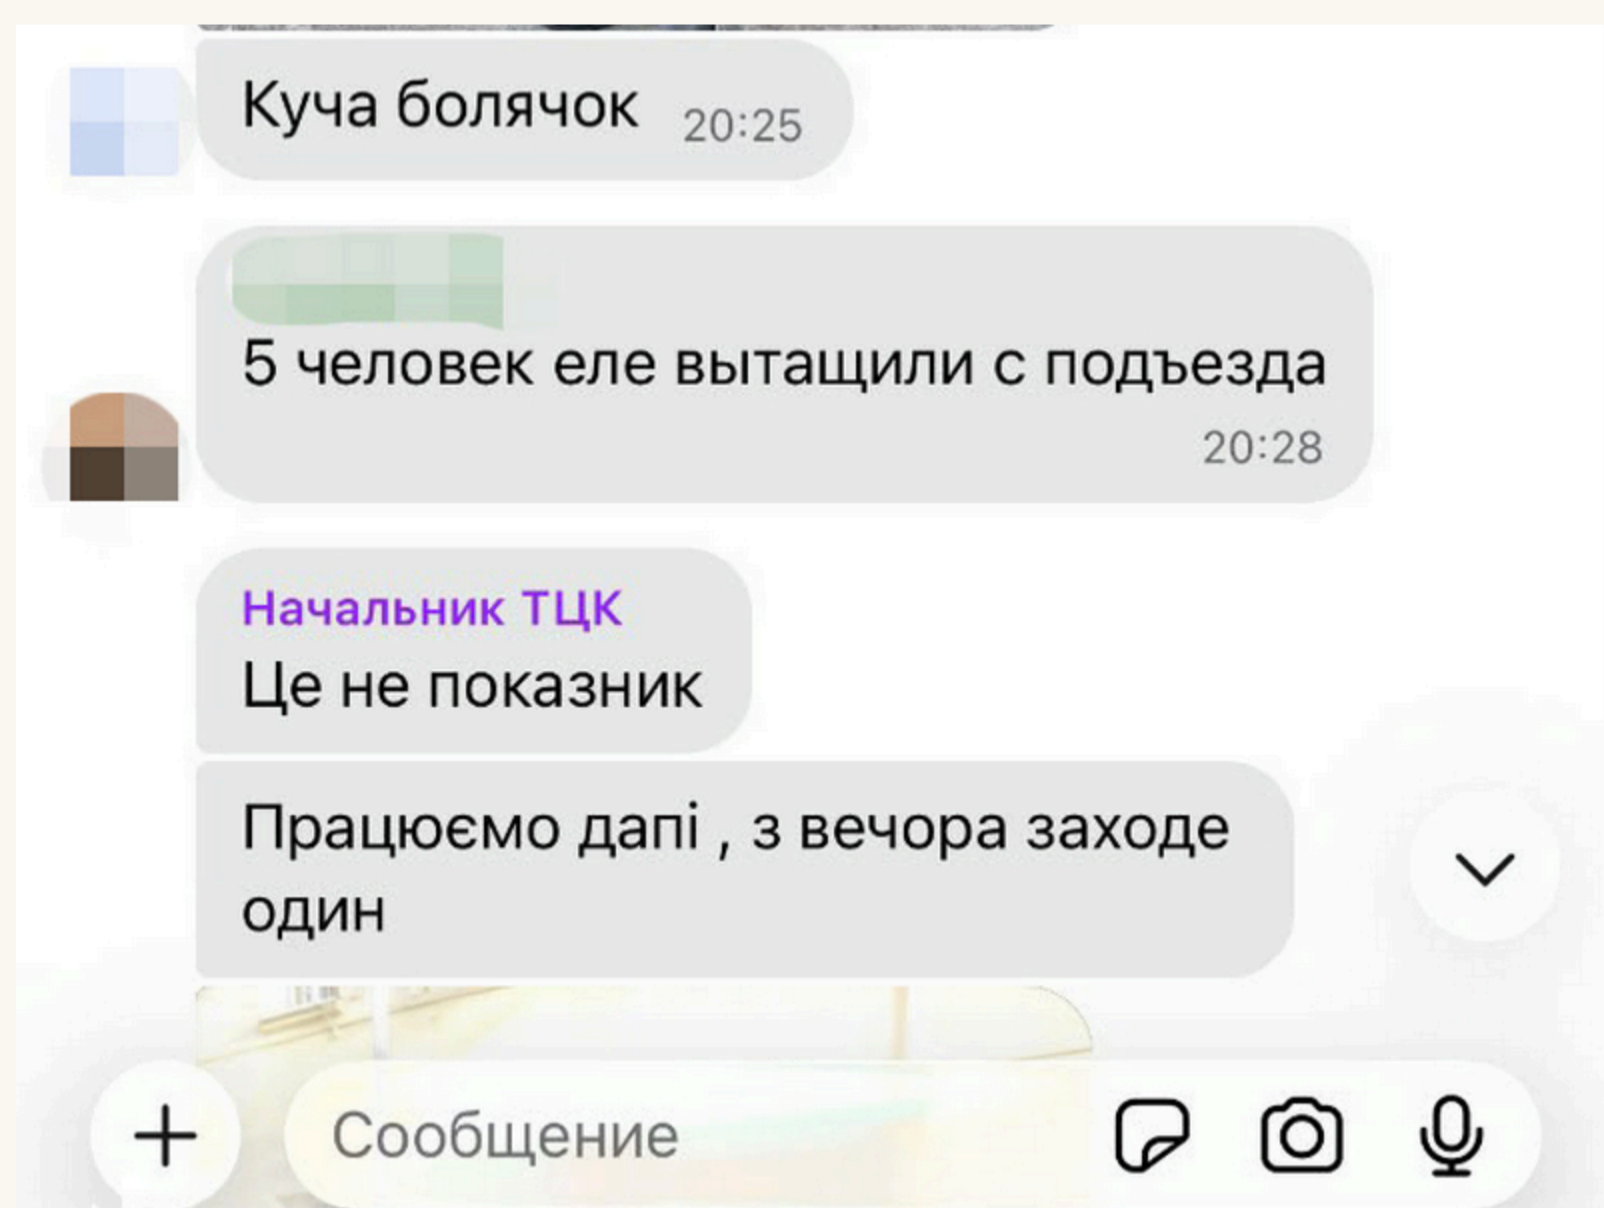 Куча болячок 20:25
5 человек еле вытащили с подъезда
20:28
Начальник ТЦК
Це не показник
Працюємо дапі , з вечора заходе
один
Сообщение